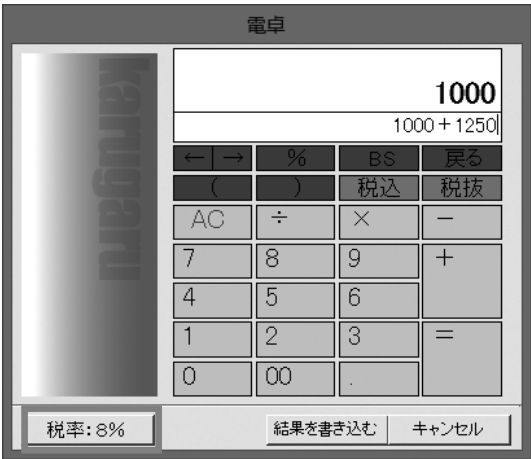 電卓
karugaru
1000
1000+1250
← → % BS 戻る
( ) 税込 税抜
AC ÷ × −
7 8 9 +
4 5 6
1 2 3 =
0 00 .
税率:8% 結果を書き込む キャンセル